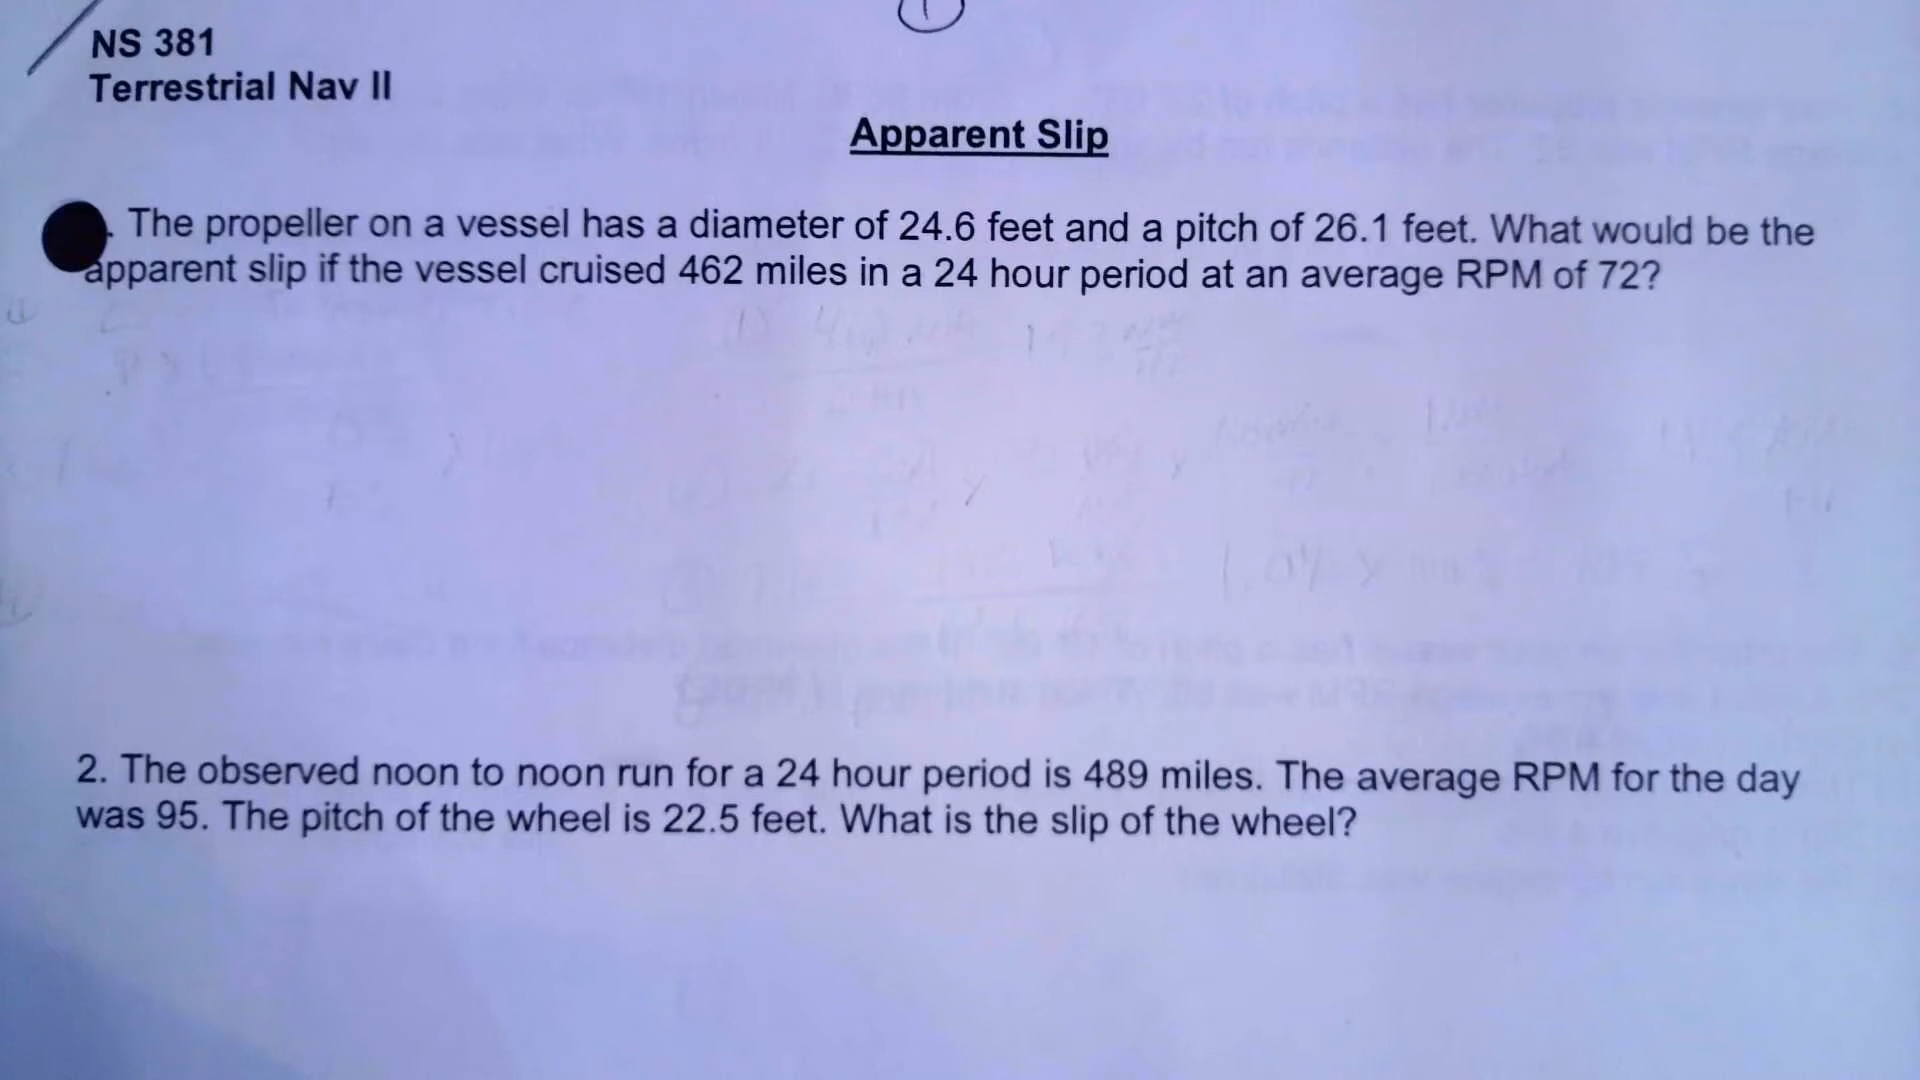 NS 381
Terrestrial Nav II
Apparent Slip
. The propeller on a vessel has a diameter of 24.6 feet and a pitch of 26.1 feet. What would be the
apparent slip if the vessel cruised 462 miles in a 24 hour period at an average RPM of 72?
2. The observed noon to noon run for a 24 hour period is 489 miles. The average RPM for the day
was 95. The pitch of the wheel is 22.5 feet. What is the slip of the wheel?